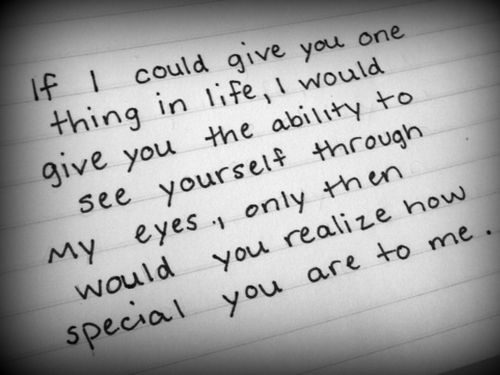 If I could give you one
thing in life, I would
give you the ability to
see yourself through
My eyes, only then
would you realize how
special you are to me.